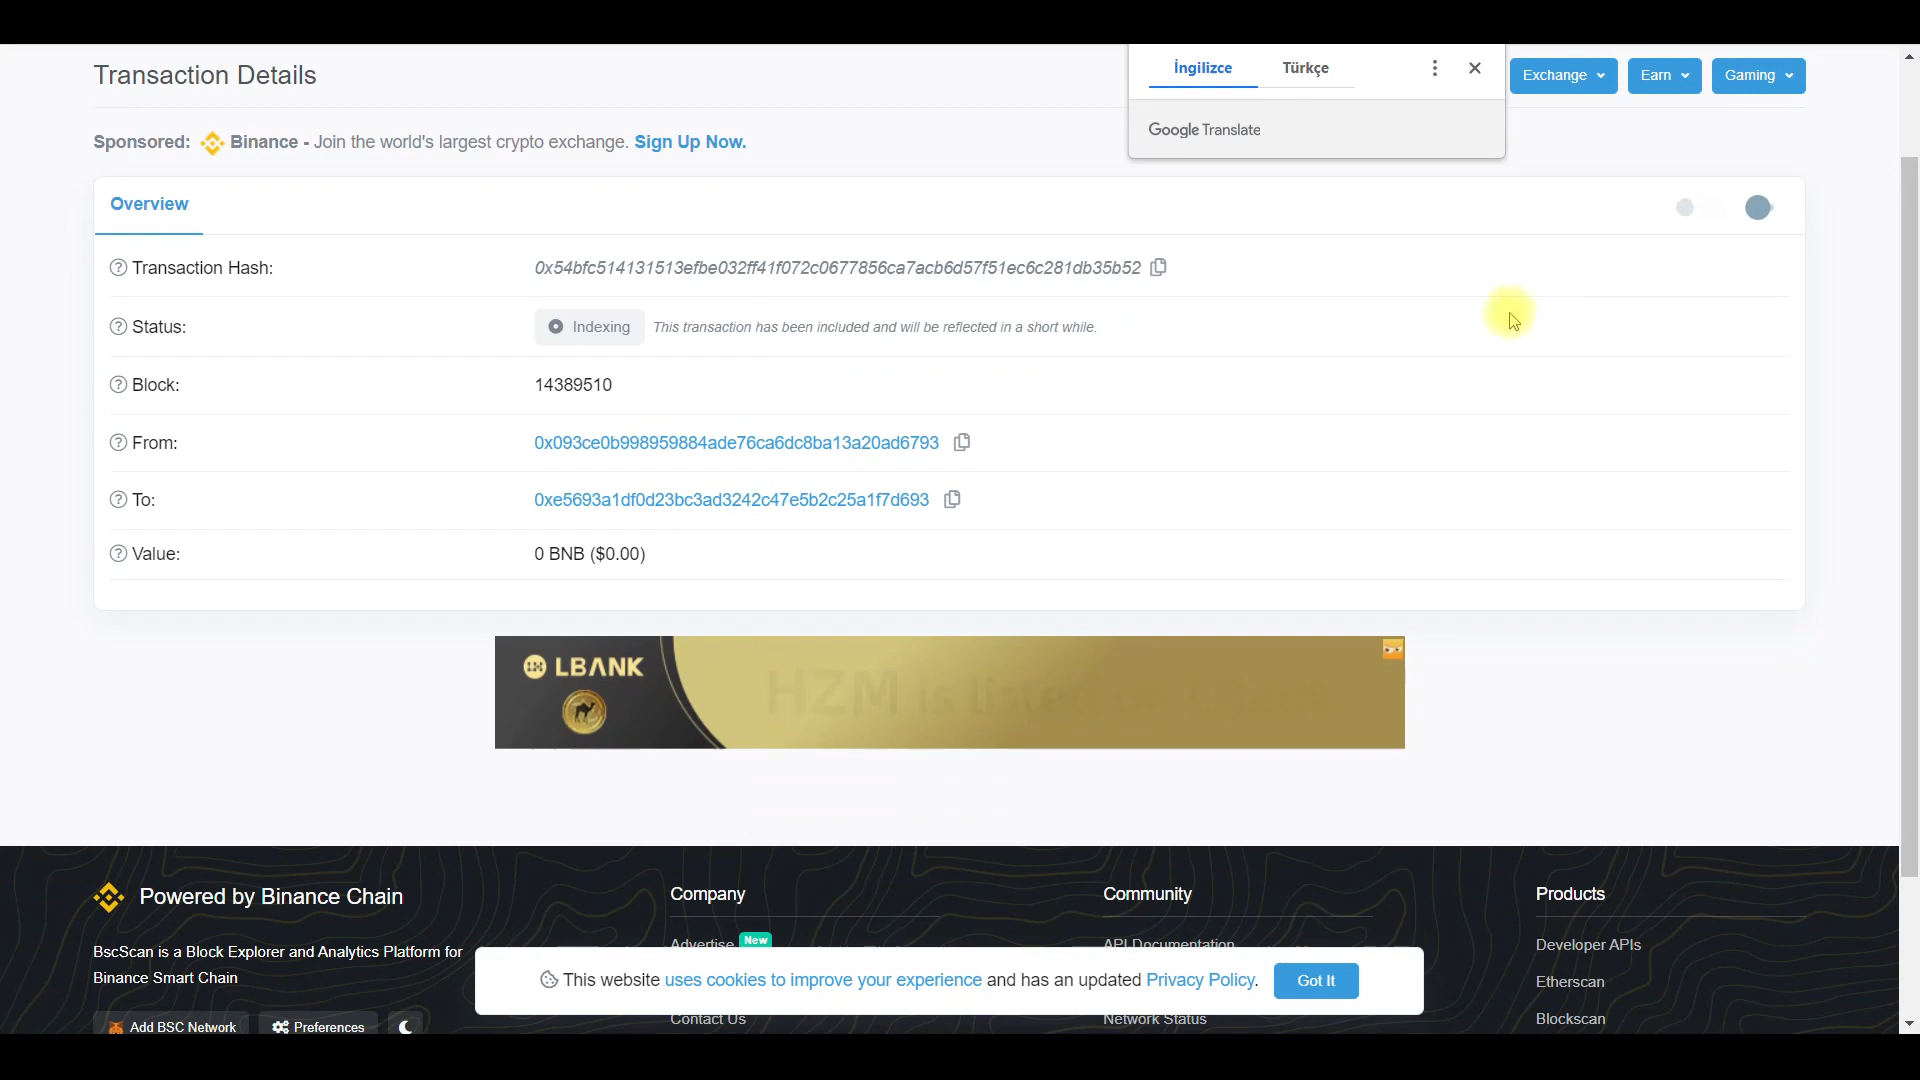 Transaction Details
İngilizce Türkçe
Google Translate
Exchange Earn Gaming
Sponsored: Binance - Join the world's largest crypto exchange. Sign Up Now.
Overview
Transaction Hash: 0x54bfc514131513efbe032ff41f072c0677856ca7acb6d57f51ec6c281db35b52
Status: Indexing This transaction has been included and will be reflected in a short while.
Block: 14389510
From: 0x093ce0b998959884ade76ca6dc8ba13a20ad6793
To: 0xe5693a1df0d23bc3ad3242c47e5b2c25a1f7d693
Value: 0 BNB ($0.00)
LBANK
HZM is listed on LBank
Powered by Binance Chain
BscScan is a Block Explorer and Analytics Platform for
Binance Smart Chain
Add BSC Network Preferences
Company
Advertise New
Contact Us
Community
API Documentation
Network Status
Products
Developer APIs
Etherscan
Blockscan
This website uses cookies to improve your experience and has an updated Privacy Policy. Got It